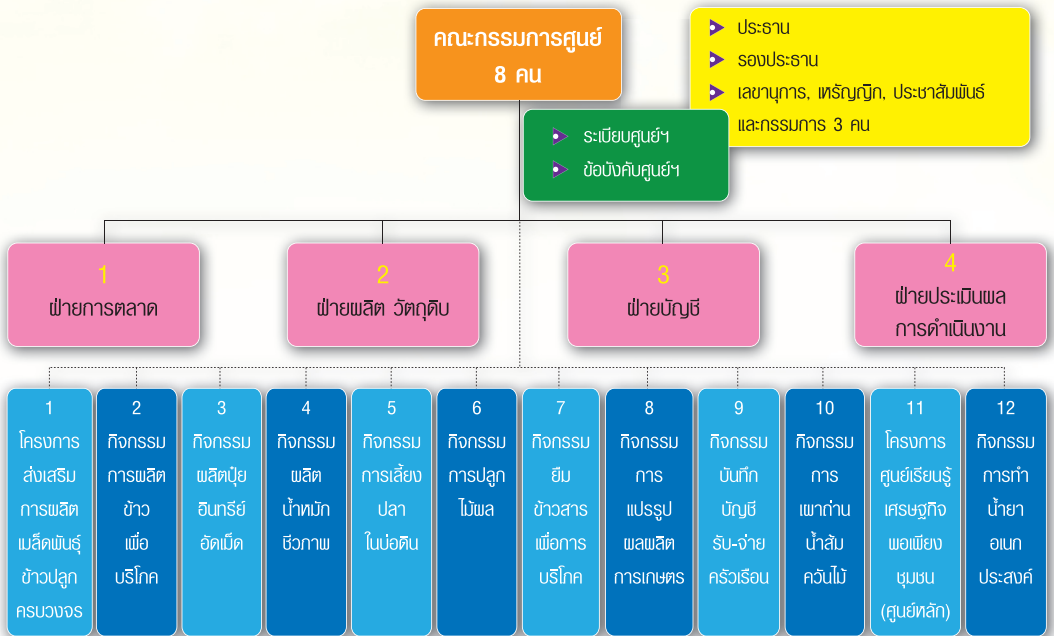 คณะกรรมการศูนย์
8 คน
ประธาน
รองประธาน
เลขานุการ, เหรัญญิก, ประชาสัมพันธ์
และกรรมการ 3 คน
ระเบียบศูนย์ฯ
ข้อบังคับศูนย์ฯ
1
ฝ่ายการตลาด
2
ฝ่ายผลิต วัตถุดิบ
3
ฝ่ายบัญชี
4
ฝ่ายประเมินผล
การดำเนินงาน
1
โครงการ
ส่งเสริม
การผลิต
เมล็ดพันธุ์
ข้าวปลูก
ครบวงจร
2
กิจกรรม
การผลิต
ข้าว
เพื่อ
บริโภค
3
กิจกรรม
ผลิตปุ๋ย
อินทรีย์
อัดเม็ด
4
กิจกรรม
ผลิต
น้ำหมัก
ชีวภาพ
5
กิจกรรม
การเลี้ยง
ปลา
ในบ่อดิน
6
กิจกรรม
การปลูก
ไม้ผล
7
กิจกรรม
ยืม
ข้าวสาร
เพื่อการ
บริโภค
8
กิจกรรม
การ
แปรรูป
ผลผลิต
การเกษตร
9
กิจกรรม
บันทึก
บัญชี
รับ-จ่าย
ครัวเรือน
10
กิจกรรม
การ
เผาถ่าน
น้ำส้ม
ควันไม้
11
โครงการ
ศูนย์เรียนรู้
เศรษฐกิจ
พอเพียง
ชุมชน
(ศูนย์หลัก)
12
กิจกรรม
การทำ
น้ำยา
อเนก
ประสงค์